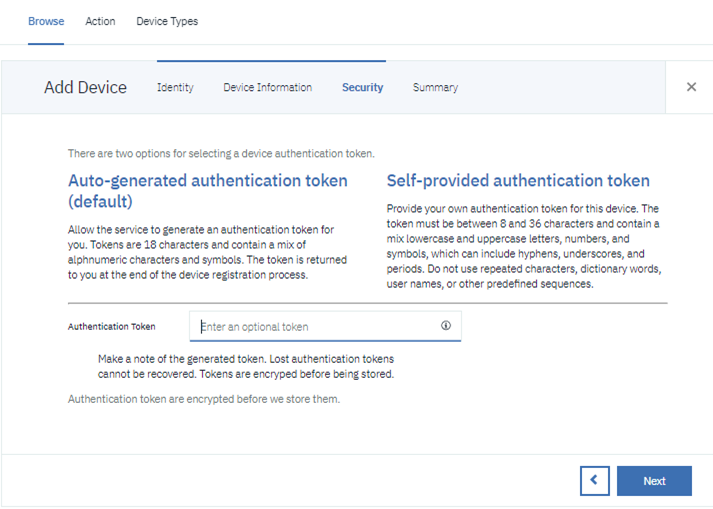 Browse Action Device Types
Add Device Identity Device Information Security Summary
There are two options for selecting a device authentication token.
Auto-generated authentication token
(default)
Allow the service to generate an authentication token for
you. Tokens are 18 characters and contain a mix of
alphnumeric characters and symbols. The token is returned
to you at the end of the device registration process.
Self-provided authentication token
Provide your own authentication token for this device. The
token must be between 8 and 36 characters and contain a
mix lowercase and uppercase letters, numbers, and
symbols, which can include hyphens, underscores, and
periods. Do not use repeated characters, dictionary words,
user names, or other predefined sequences.
Authentication Token Enter an optional token
Make a note of the generated token. Lost authentication tokens
cannot be recovered. Tokens are encryped before being stored.
Authentication token are encrypted before we store them.
Next